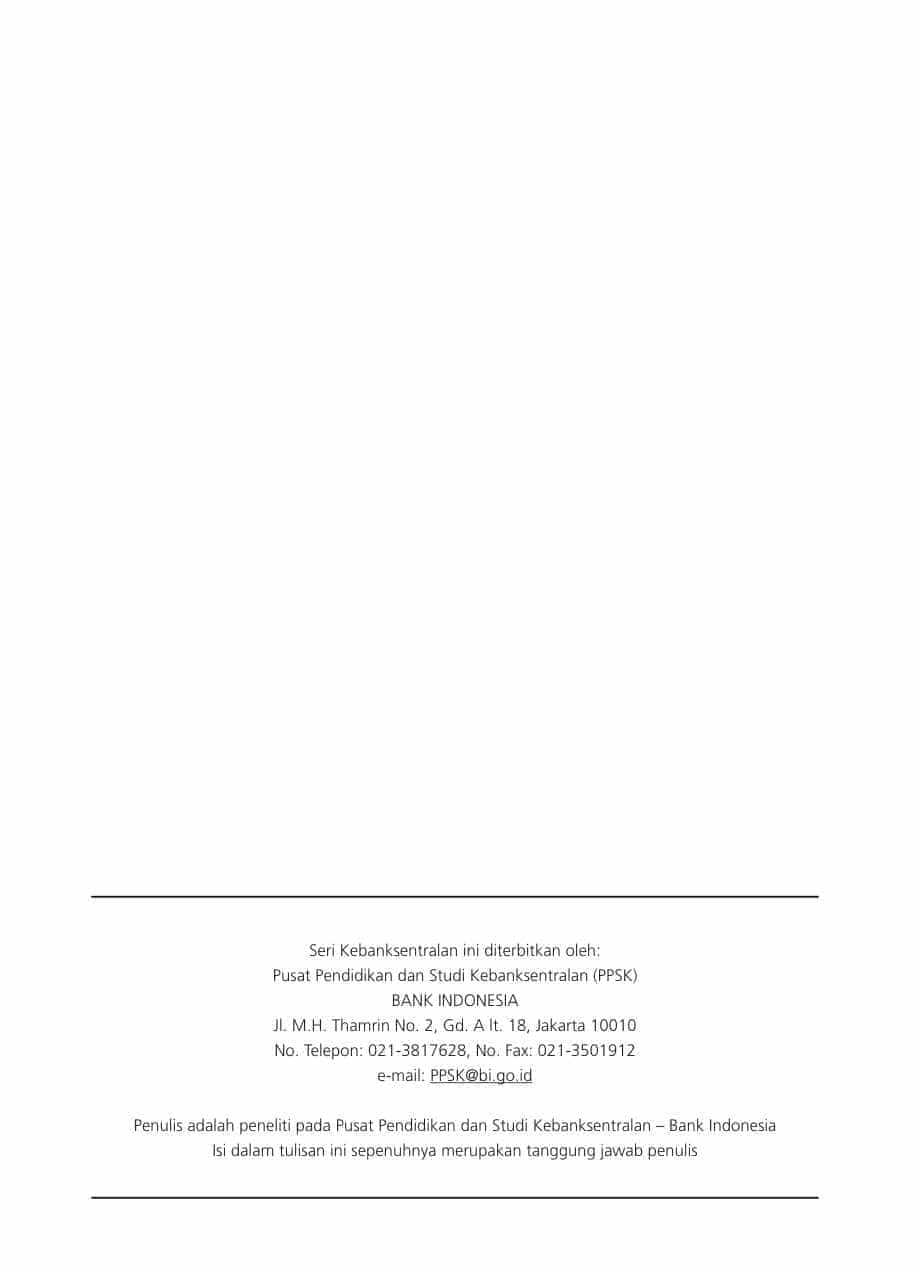 Seri Kebanksentralan ini diterbitkan oleh:
Pusat Pendidikan dan Studi Kebanksentralan (PPSK)
BANK INDONESIA
Jl. M.H. Thamrin No. 2, Gd. A lt. 18, Jakarta 10010
No. Telepon: 021-3817628, No. Fax: 021-3501912
e-mail: PPSK@bi.go.id
Penulis adalah peneliti pada Pusat Pendidikan dan Studi Kebanksentralan – Bank Indonesia
Isi dalam tulisan ini sepenuhnya merupakan tanggung jawab penulis